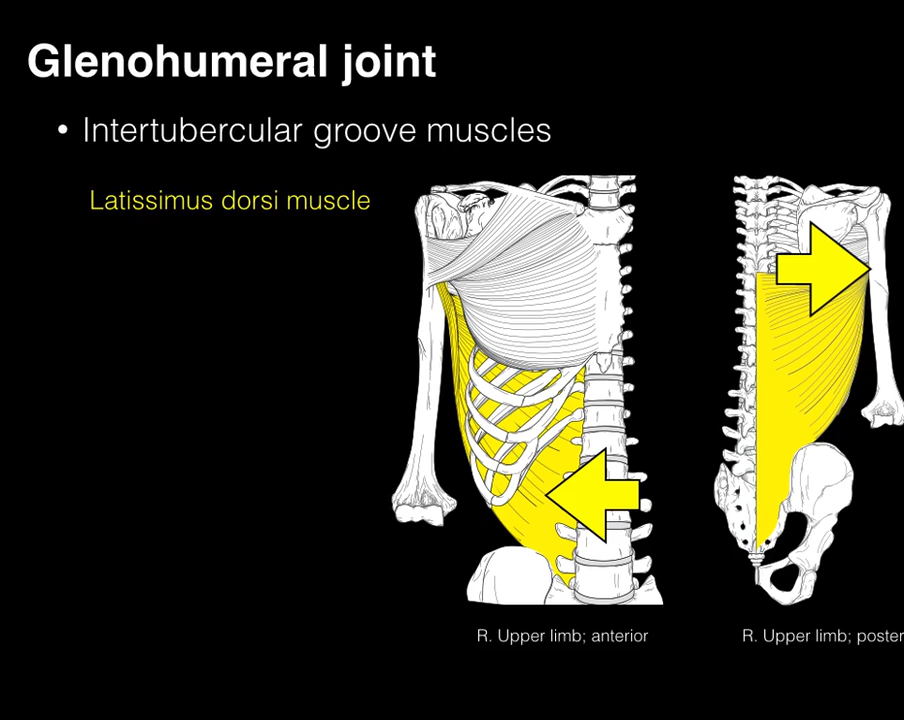 Glenohumeral joint
• Intertubercular groove muscles
Latissimus dorsi muscle
R. Upper limb; anterior
R. Upper limb; poster